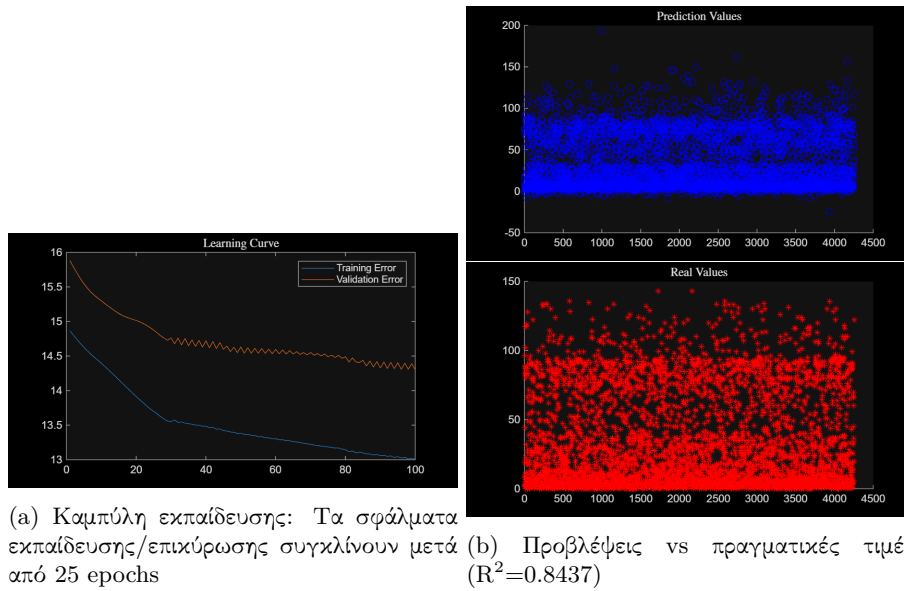 Prediction Values
200
150
100
50
0
-50
0 500 1000 1500 2000 2500 3000 3500 4000 4500
Learning Curve
Training Error
Validation Error
16
15.5
15
14.5
14
13.5
13
0 20 40 60 80 100
Real Values
150
100
50
0
0 500 1000 1500 2000 2500 3000 3500 4000 4500
(a) Καμπύλη εκπαίδευσης: Τα σφάλματα
εκπαίδευσης/επικύρωσης συγκλίνουν μετά
από 25 epochs
(b) Προβλέψεις vs πραγματικές τιμέ
(R²=0.8437)